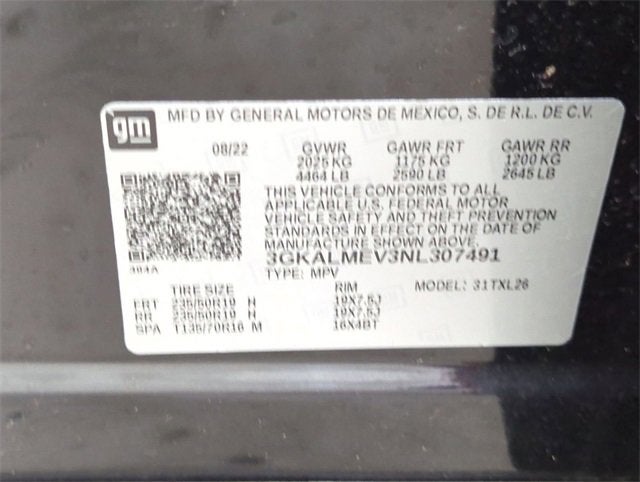 gm
MFD BY GENERAL MOTORS DE MEXICO, S. DE R.L. DE C.V.
08/22 GVWR GAWR FRT GAWR RR
2025 KG 1175 KG 1200 KG
4464 LB 2590 LB 2645 LB
THIS VEHICLE CONFORMS TO ALL
APPLICABLE U.S. FEDERAL MOTOR
VEHICLE SAFETY AND THEFT PREVENTION
STANDARDS IN EFFECT ON THE DATE OF
MANUFACTURE SHOWN ABOVE.
3GKALMEV3NL307491
TYPE: MPV
TIRE SIZE RIM MODEL: 31TXL26
FRT 235/50R19 N 19X7.5J
RR 235/50R19 N 19X7.5J
SPA T135/70R16 M 16X4BT